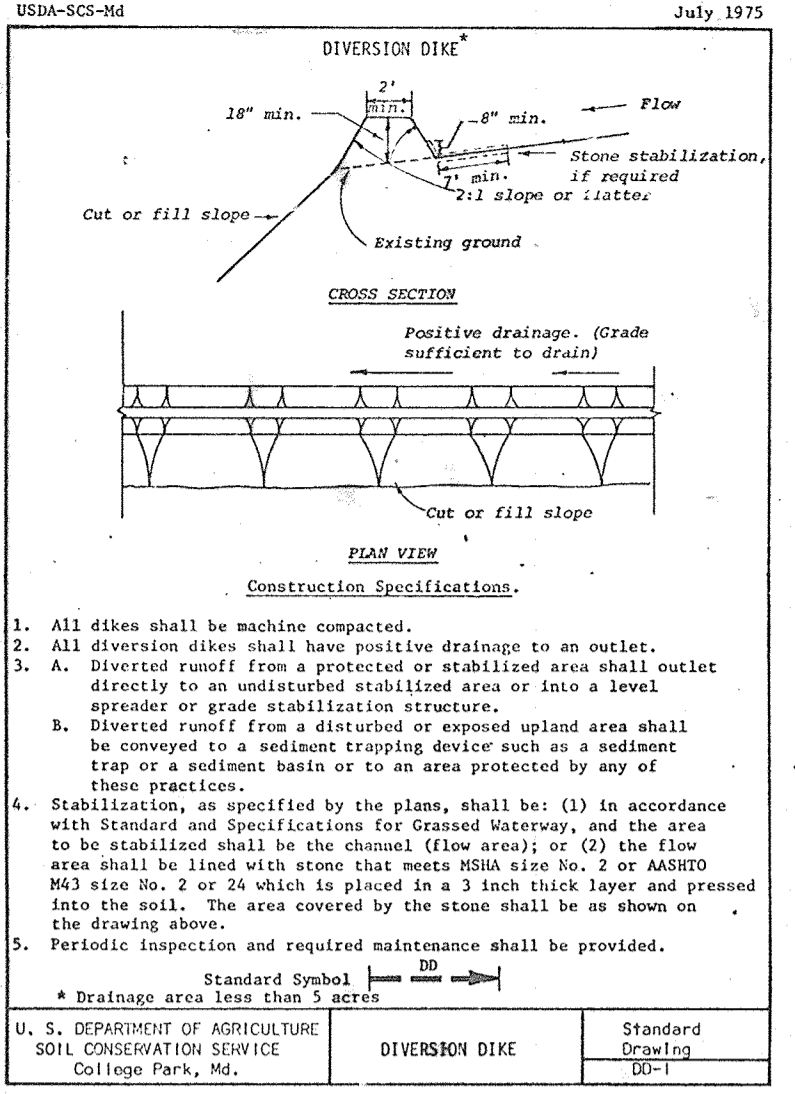 USDA-SCS-Md
July 1975
DIVERSION DIKE*
2'
min.
18" min.
8" min.
Flow
Stone stabilization,
if required
7' min.
2:1 slope or flatter
Cut or fill slope
Existing ground
CROSS SECTION
Positive drainage. (Grade
sufficient to drain)
Cut or fill slope
PLAN VIEW
Construction Specifications.
1. All dikes shall be machine compacted.
2. All diversion dikes shall have positive drainage to an outlet.
3. A. Diverted runoff from a protected or stabilized area shall outlet
directly to an undisturbed stabilized area or into a level
spreader or grade stabilization structure.
B. Diverted runoff from a disturbed or exposed upland area shall
be conveyed to a sediment trapping device such as a sediment
trap or a sediment basin or to an area protected by any of
these practices.
4. Stabilization, as specified by the plans, shall be: (1) in accordance
with Standard and Specifications for Grassed Waterway, and the area
to be stabilized shall be the channel (flow area); or (2) the flow
area shall be lined with stone that meets MSHA size No. 2 or AASHTO
M43 size No. 2 or 24 which is placed in a 3 inch thick layer and pressed
into the soil. The area covered by the stone shall be as shown on
the drawing above.
5. Periodic inspection and required maintenance shall be provided.
DD
Standard Symbol
* Drainage area less than 5 acres
U. S. DEPARTMENT OF AGRICULTURE
SOIL CONSERVATION SERVICE
College Park, Md.
DIVERSION DIKE
Standard
Drawing
DD-1